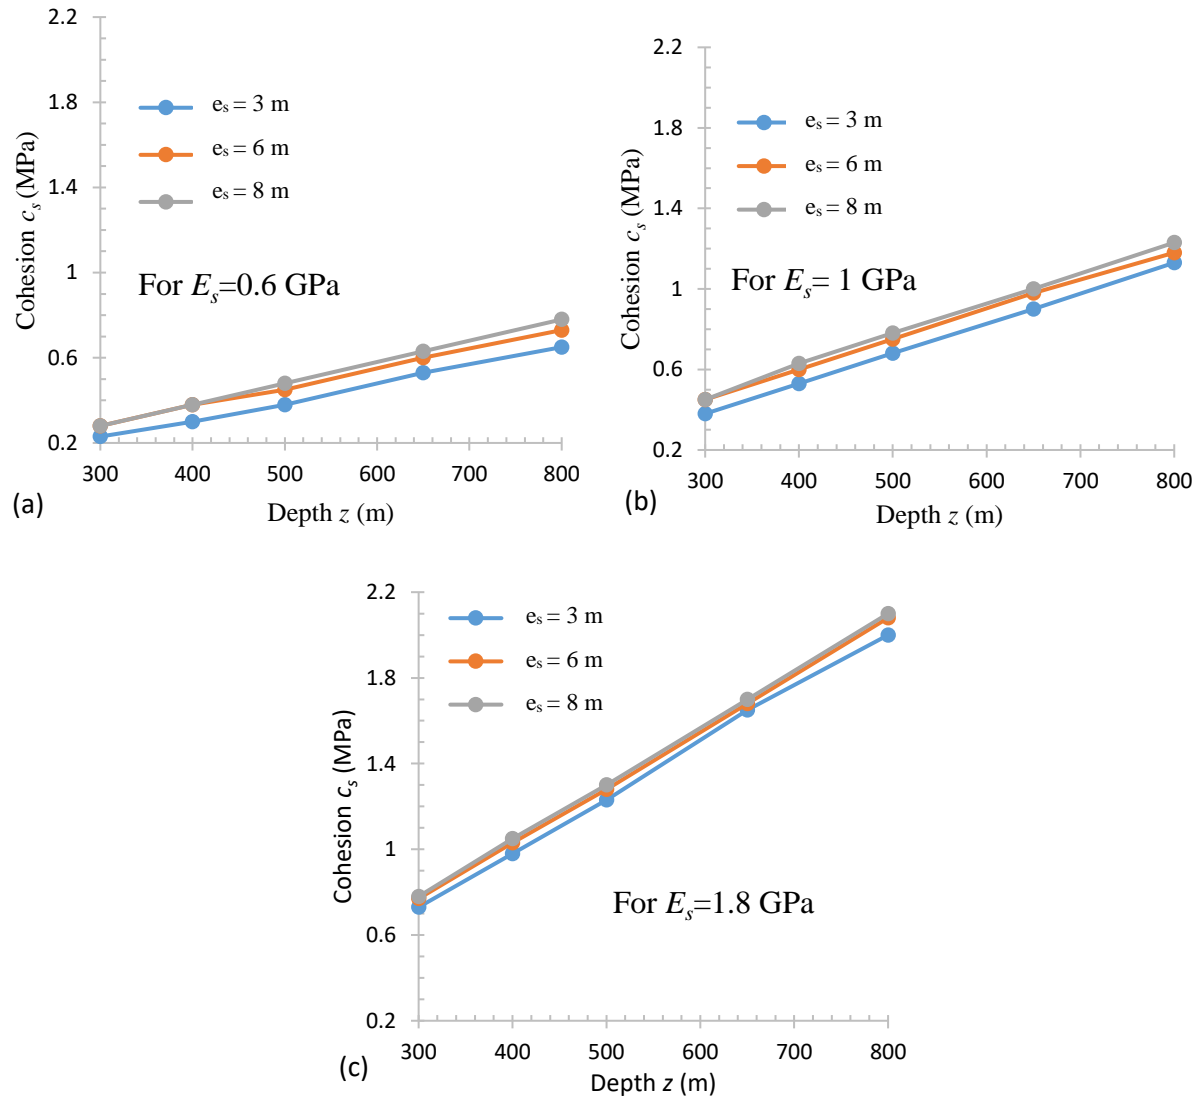 2.2
1.8
1.4
1
0.6
0.2
300 400 500 600 700 800
Cohesion cs (MPa)
Depth z (m)
es = 3 m
es = 6 m
es = 8 m
For Es=0.6 GPa
(a)
2.2
1.8
1.4
1
0.6
0.2
300 400 500 600 700 800
Cohesion cs (MPa)
Depth z (m)
es = 3 m
es = 6 m
es = 8 m
For Es= 1 GPa
(b)
2.2
1.8
1.4
1
0.6
0.2
300 400 500 600 700 800
Cohesion cs (MPa)
Depth z (m)
es = 3 m
es = 6 m
es = 8 m
For Es=1.8 GPa
(c)